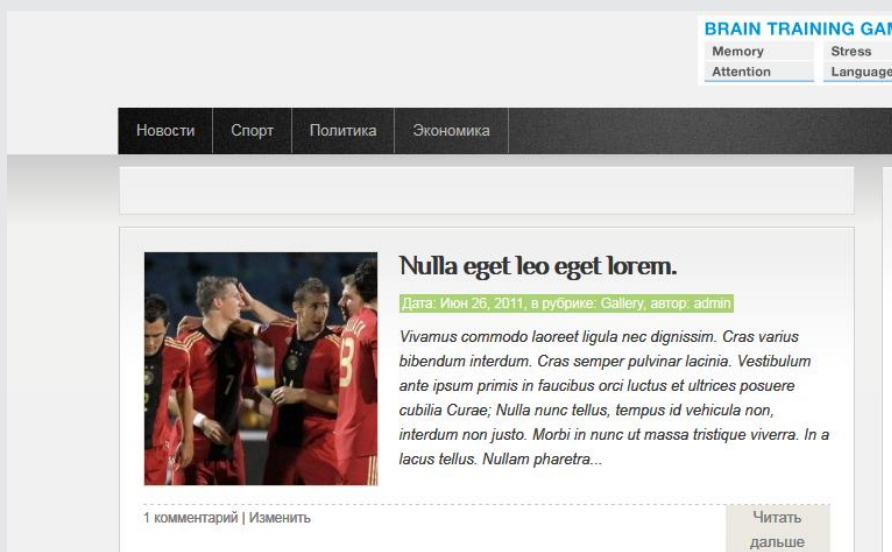 BRAIN TRAINING
Memory Stress
Attention Language
Новости Спорт Политика Экономика
Nulla eget leo eget lorem.
Дата: Июн 26, 2011, в рубрике: Gallery, автор: admin
Vivamus commodo laoreet ligula nec dignissim. Cras varius
bibendum interdum. Cras semper pulvinar lacinia. Vestibulum
ante ipsum primis in faucibus orci luctus et ultrices posuere
cubilia Curae; Nulla nunc tellus, tempus id vehicula non,
interdum non justo. Morbi in nunc ut massa tristique viverra. In a
lacus tellus. Nullam pharetra...
1 комментарий | Изменить
Читать
дальше